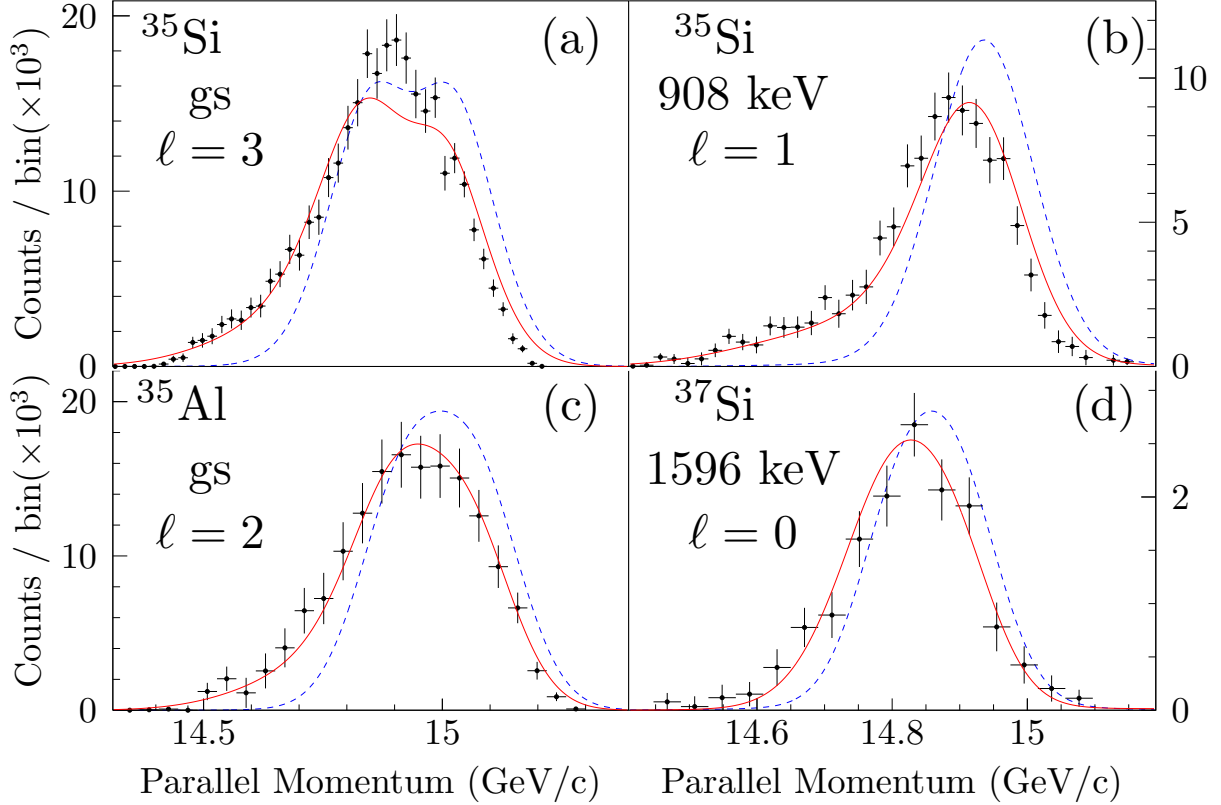 20
10
0
Counts / bin(×10³)
³⁵Si
gs
ℓ = 3
(a)
³⁵Si
908 keV
ℓ = 1
(b)
10
5
0
20
10
0
Counts / bin(×10³)
³⁵Al
gs
ℓ = 2
(c)
³⁷Si
1596 keV
ℓ = 0
(d)
2
0
14.5 15
14.6 14.8 15
Parallel Momentum (GeV/c)
Parallel Momentum (GeV/c)